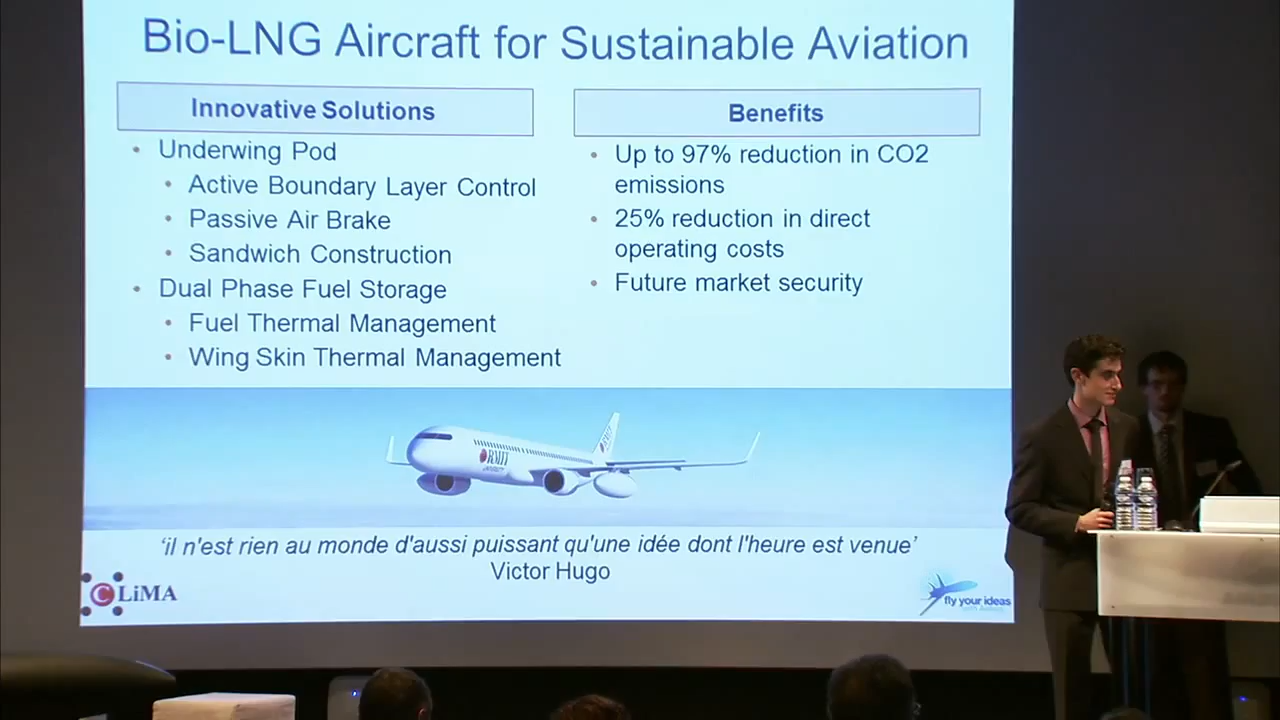 Bio-LNG Aircraft for Sustainable Aviation
Innovative Solutions
• Underwing Pod
• Active Boundary Layer Control
• Passive Air Brake
• Sandwich Construction
• Dual Phase Fuel Storage
• Fuel Thermal Management
• Wing Skin Thermal Management
Benefits
• Up to 97% reduction in CO2
emissions
• 25% reduction in direct
operating costs
• Future market security
RMIT
UNIVERSITY
RMIT
‘il n'est rien au monde d'aussi puissant qu'une idée dont l'heure est venue’
Victor Hugo
CLiMA
fly your ideas